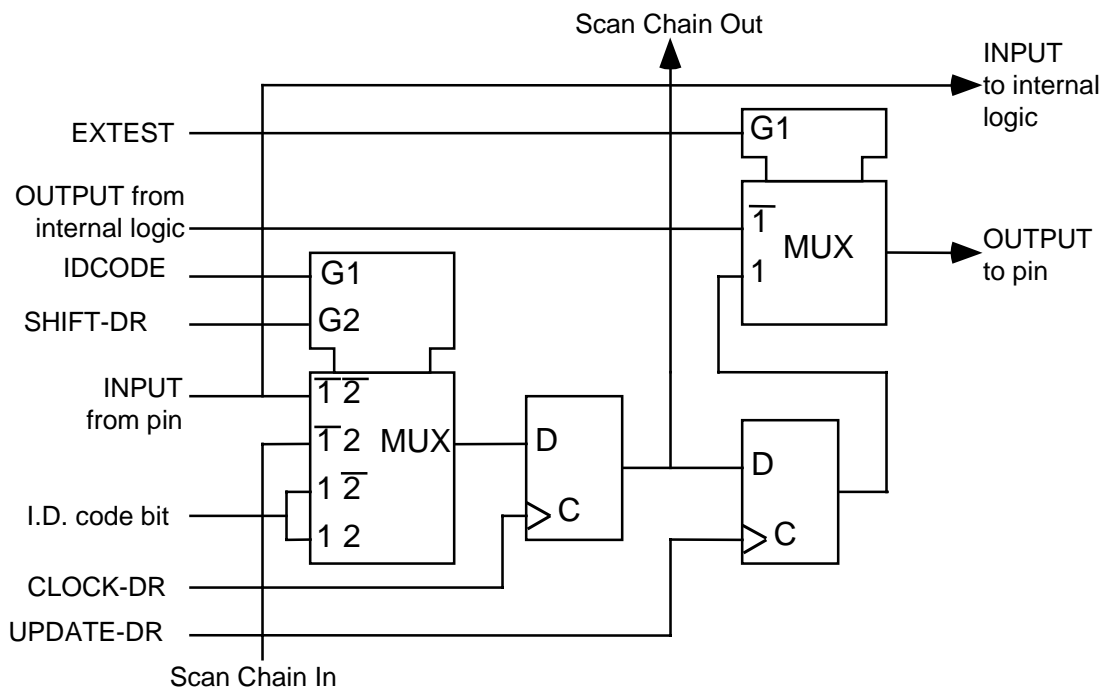 Scan Chain Out
INPUT
to internal
logic
EXTEST
G1
OUTPUT from
internal logic
1
MUX
1
OUTPUT
to pin
IDCODE
G1
SHIFT-DR
G2
INPUT
from pin
1̅ 2̅
1̅ 2
MUX
1 2̅
1 2
I.D. code bit
D
C
D
C
CLOCK-DR
UPDATE-DR
Scan Chain In